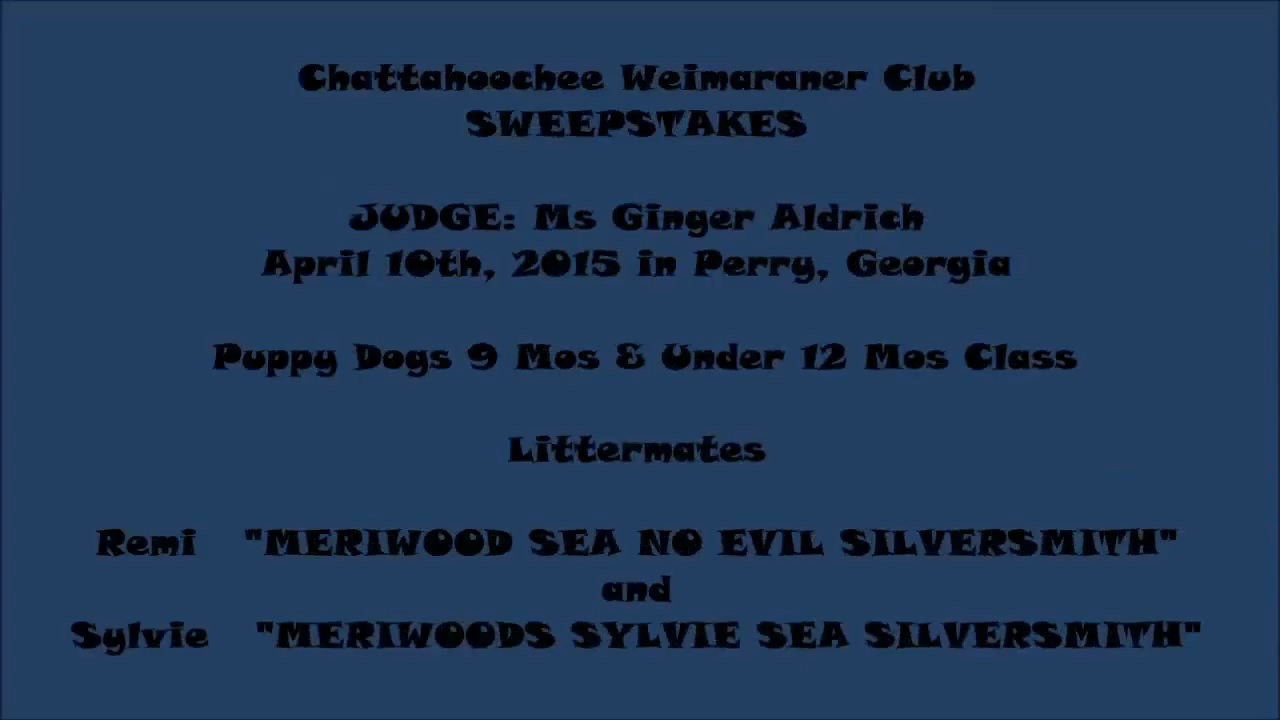 Chattahoochee Weimaraner Club
SWEEPSTAKES
JUDGE: Ms Ginger Aldrich
April 10th, 2015 in Perry, Georgia
Puppy Dogs 9 Mos & Under 12 Mos Class
Littermates
Remi "MERIWOOD SEA NO EVIL SILVERSMITH"
and
Sylvie "MERIWOODS SYLVIE SEA SILVERSMITH"